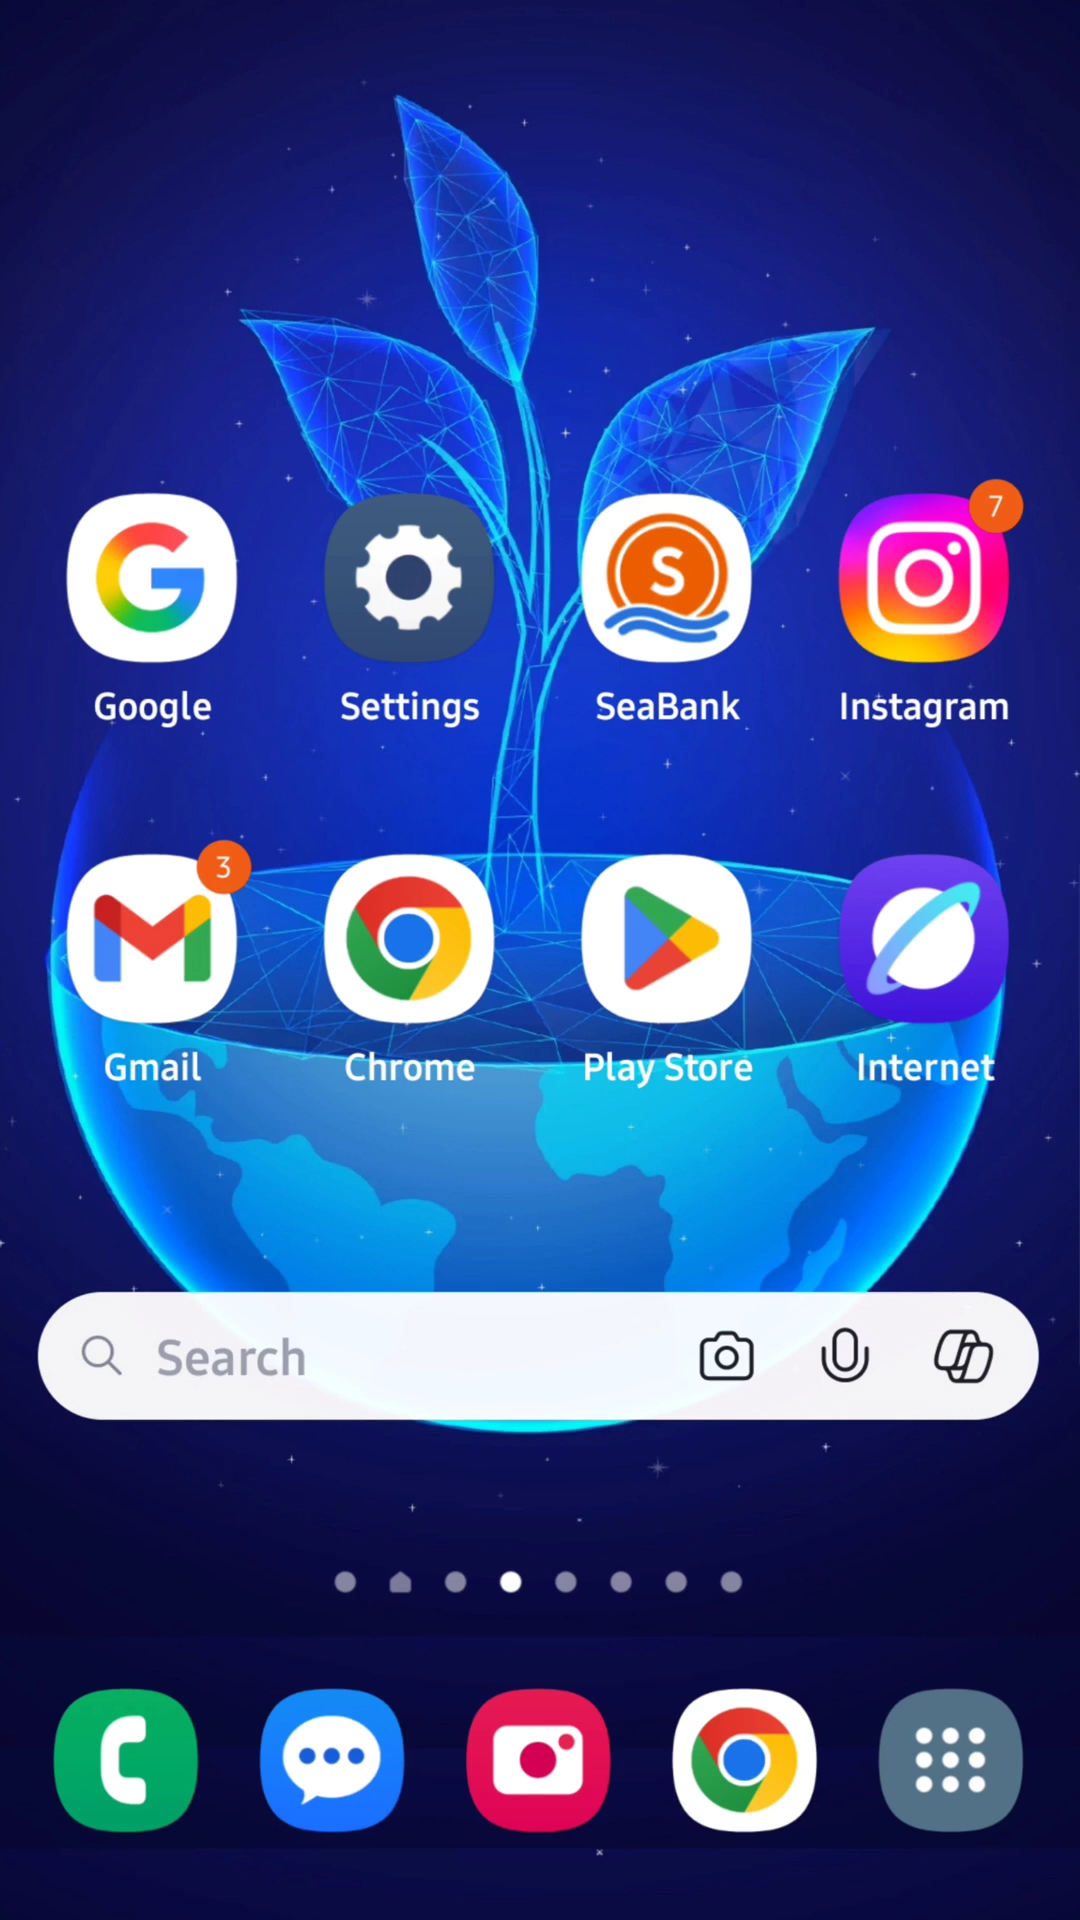 7
S
Google Settings SeaBank Instagram
3
Gmail Chrome Play Store Internet
Search